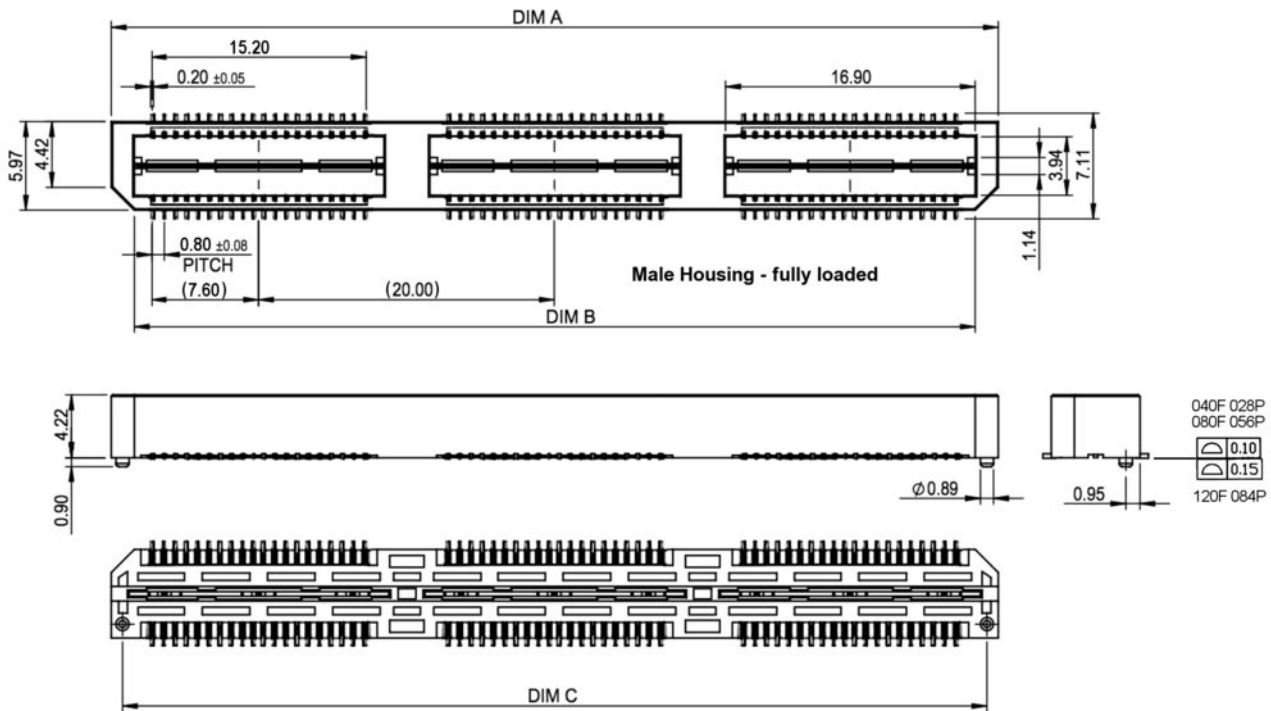 DIM A
15.20
0.20 ±0.05
16.90
5.97
4.42
3.94
7.11
1.14
0.80 ±0.08
PITCH
Male Housing - fully loaded
(7.60)
(20.00)
DIM B
4.22
0.90
Ø0.89
0.95
040F 028P
080F 056P
0.10
0.15
120F 084P
DIM C